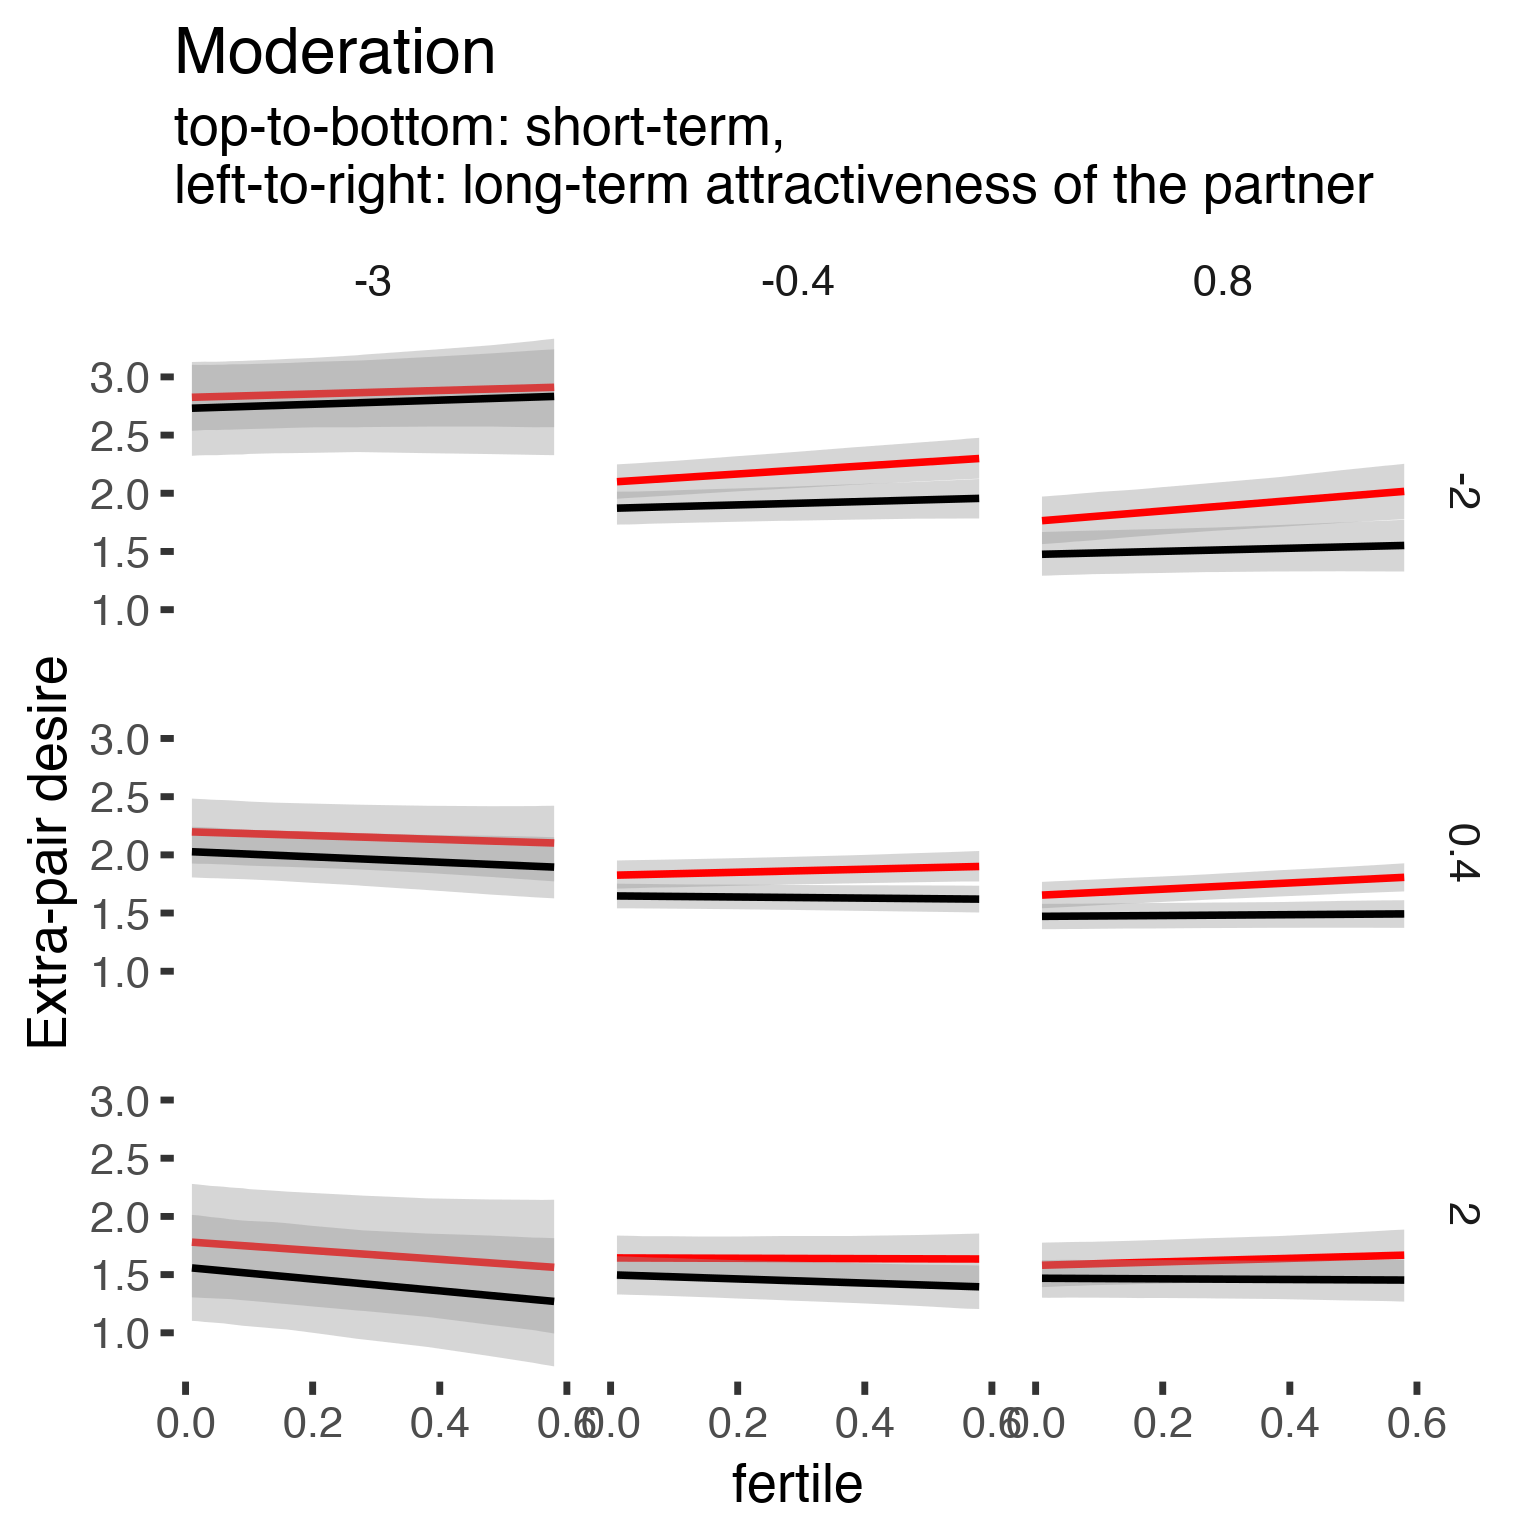 Moderation
top-to-bottom: short-term,
left-to-right: long-term attractiveness of the partner
-3 -0.4 0.8
3.0
2.5
2.0
1.5
1.0
-2
Extra-pair desire
3.0
2.5
2.0
1.5
1.0
0.4
3.0
2.5
2.0
1.5
1.0
2
0.0 0.2 0.4 0.6 0.0 0.2 0.4 0.6 0.0 0.2 0.4 0.6
fertile